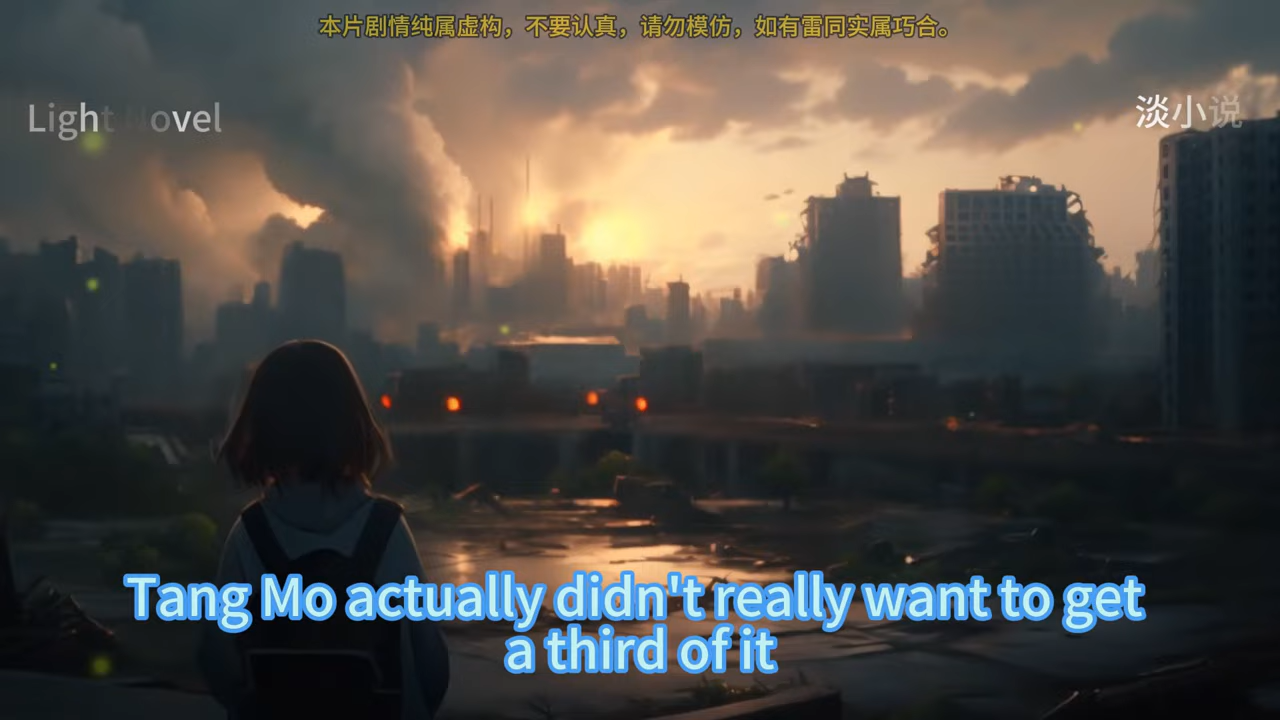 本片剧情纯属虚构，不要认真，请勿模仿，如有雷同实属巧合。
Light Novel
淡小说
Tang Mo actually didn't really want to get
a third of it